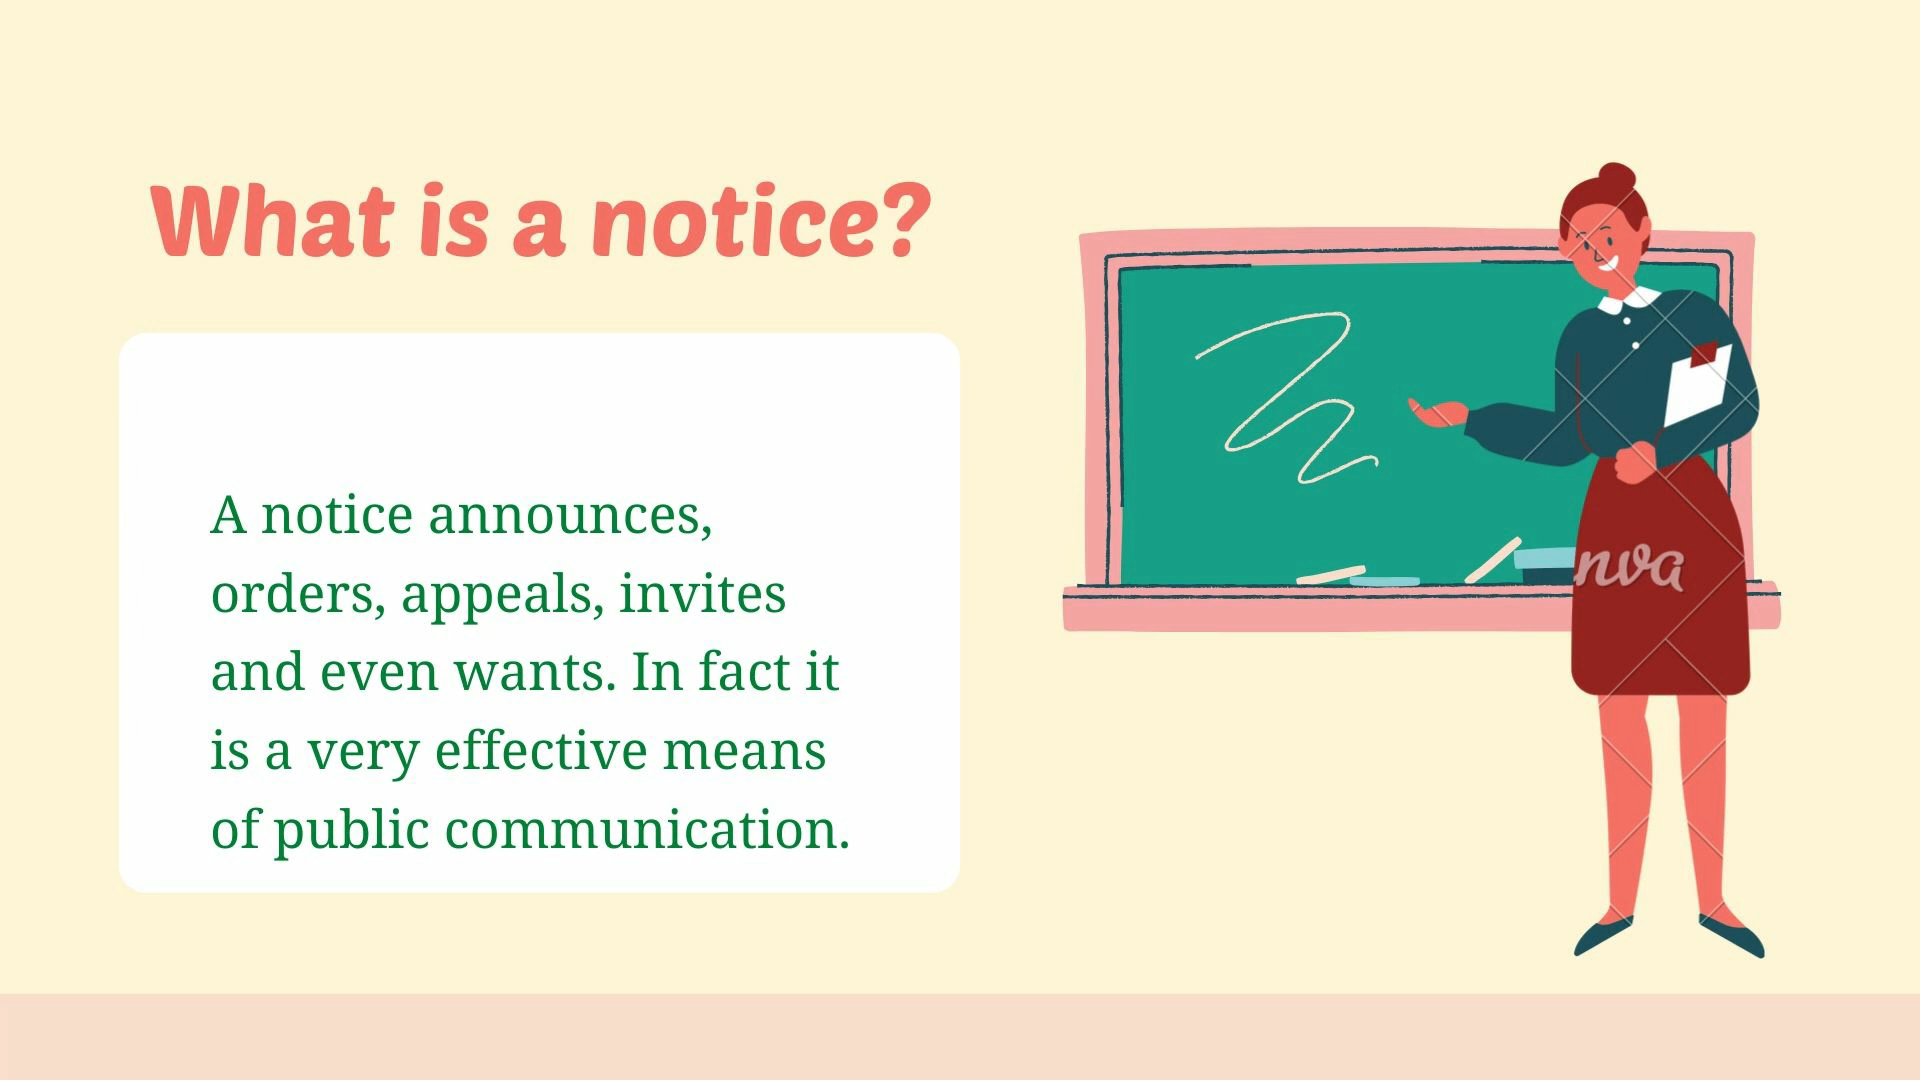 What is a notice?
A notice announces,
orders, appeals, invites
and even wants. In fact it
is a very effective means
of public communication.
nva